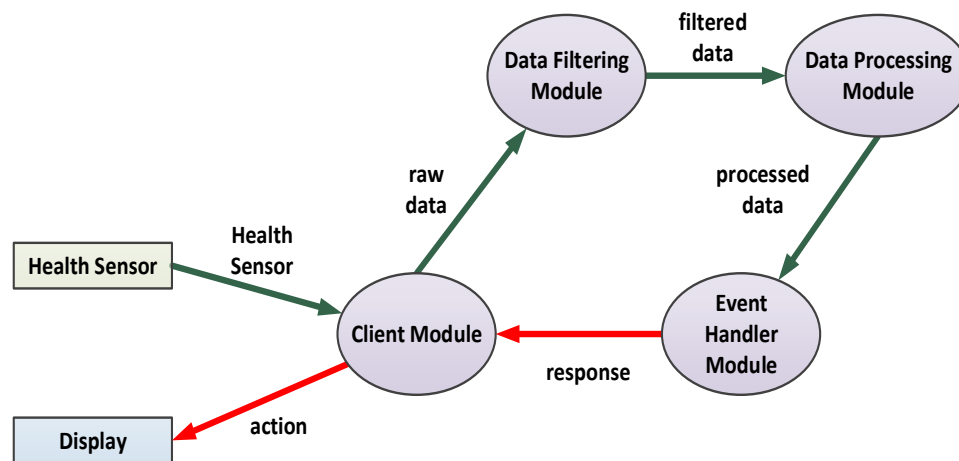 filtered
data
Data Filtering
Module
Data Processing
Module
raw
data
processed
data
Health
Sensor
Health Sensor
Client Module
Event
Handler
Module
response
action
Display